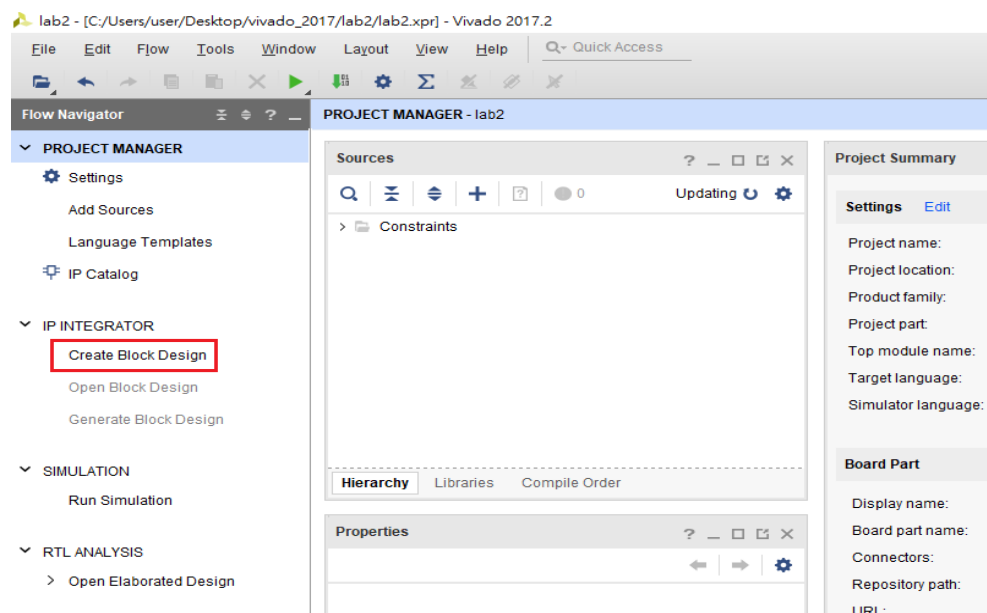 lab2 - [C:/Users/user/Desktop/vivado_2017/lab2/lab2.xpr] - Vivado 2017.2
File Edit Flow Tools Window Layout View Help Quick Access
Flow Navigator ? PROJECT MANAGER - lab2
PROJECT MANAGER
Settings
Add Sources
Language Templates
IP Catalog
IP INTEGRATOR
Create Block Design
Open Block Design
Generate Block Design
SIMULATION
Run Simulation
RTL ANALYSIS
Open Elaborated Design
Sources ?
? 0 Updating
Constraints
Hierarchy Libraries Compile Order
Properties ?
Project Summary
Settings Edit
Project name:
Project location:
Product family:
Project part:
Top module name:
Target language:
Simulator language:
Board Part
Display name:
Board part name:
Connectors:
Repository path:
URL: